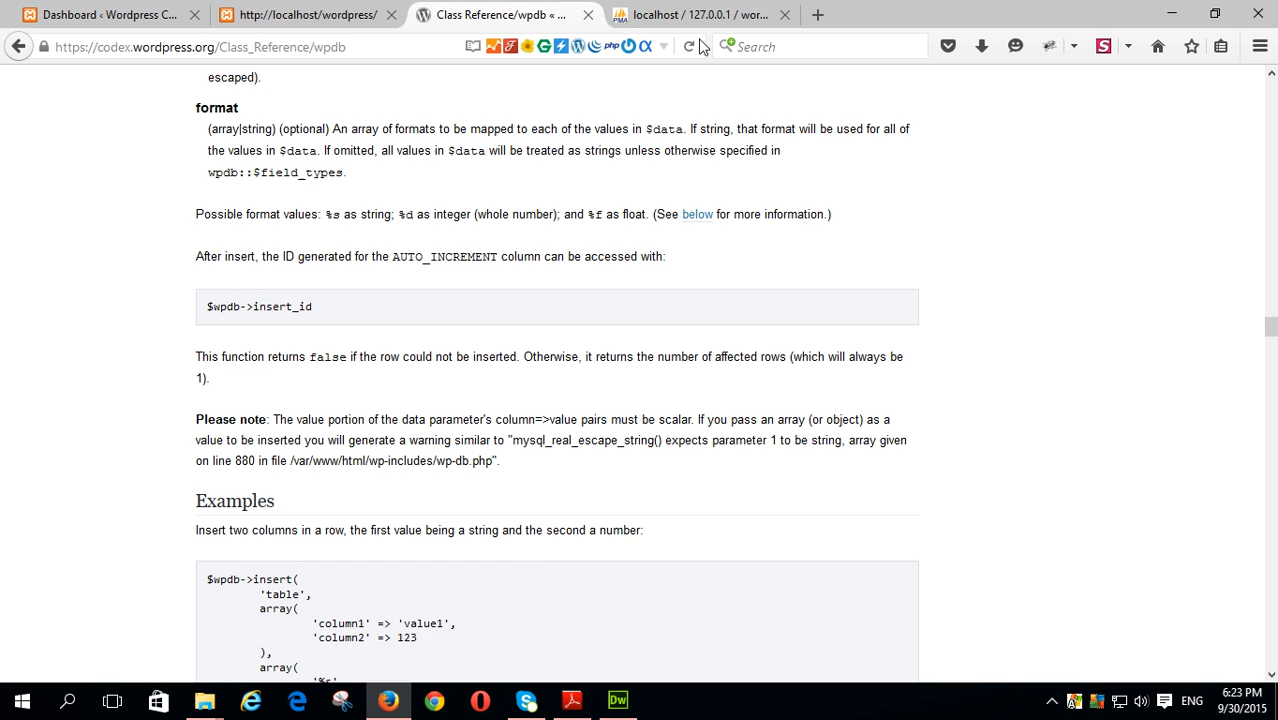 Dashboard ‹ Wordpress C...
http://localhost/wordpress/
Class Reference/wpdb « ...
localhost / 127.0.0.1 / wor...
https://codex.wordpress.org/Class_Reference/wpdb
php
Search
escaped).
format
(array|string) (optional) An array of formats to be mapped to each of the values in $data. If string, that format will be used for all of
the values in $data. If omitted, all values in $data will be treated as strings unless otherwise specified in
wpdb::$field_types.
Possible format values: %s as string; %d as integer (whole number); and %f as float. (See below for more information.)
After insert, the ID generated for the AUTO_INCREMENT column can be accessed with:
$wpdb->insert_id
This function returns false if the row could not be inserted. Otherwise, it returns the number of affected rows (which will always be
1).
Please note: The value portion of the data parameter's column=>value pairs must be scalar. If you pass an array (or object) as a
value to be inserted you will generate a warning similar to "mysql_real_escape_string() expects parameter 1 to be string, array given
on line 880 in file /var/www/html/wp-includes/wp-db.php".
Examples
Insert two columns in a row, the first value being a string and the second a number:
$wpdb->insert(
'table',
array(
'column1' => 'value1',
'column2' => 123
),
array(
'%s'
Dw
ENG
6:23 PM
9/30/2015